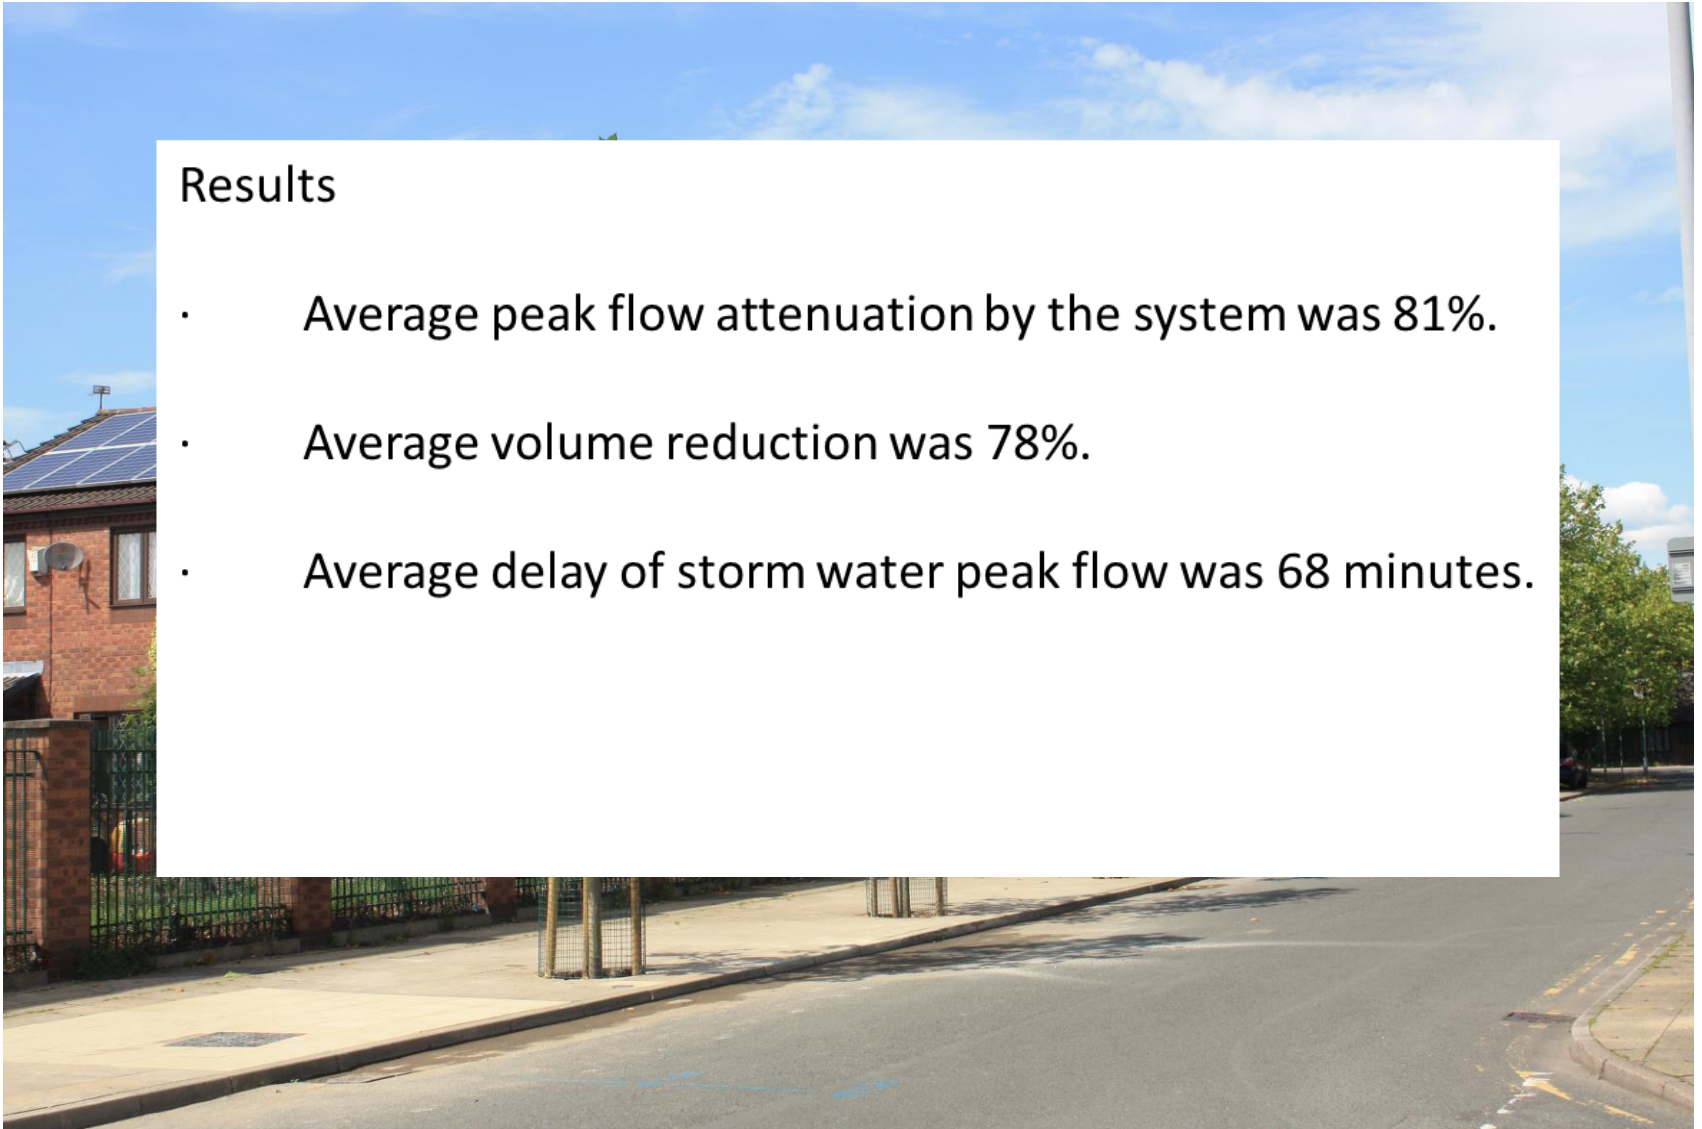 Results
· Average peak flow attenuation by the system was 81%.
· Average volume reduction was 78%.
· Average delay of storm water peak flow was 68 minutes.